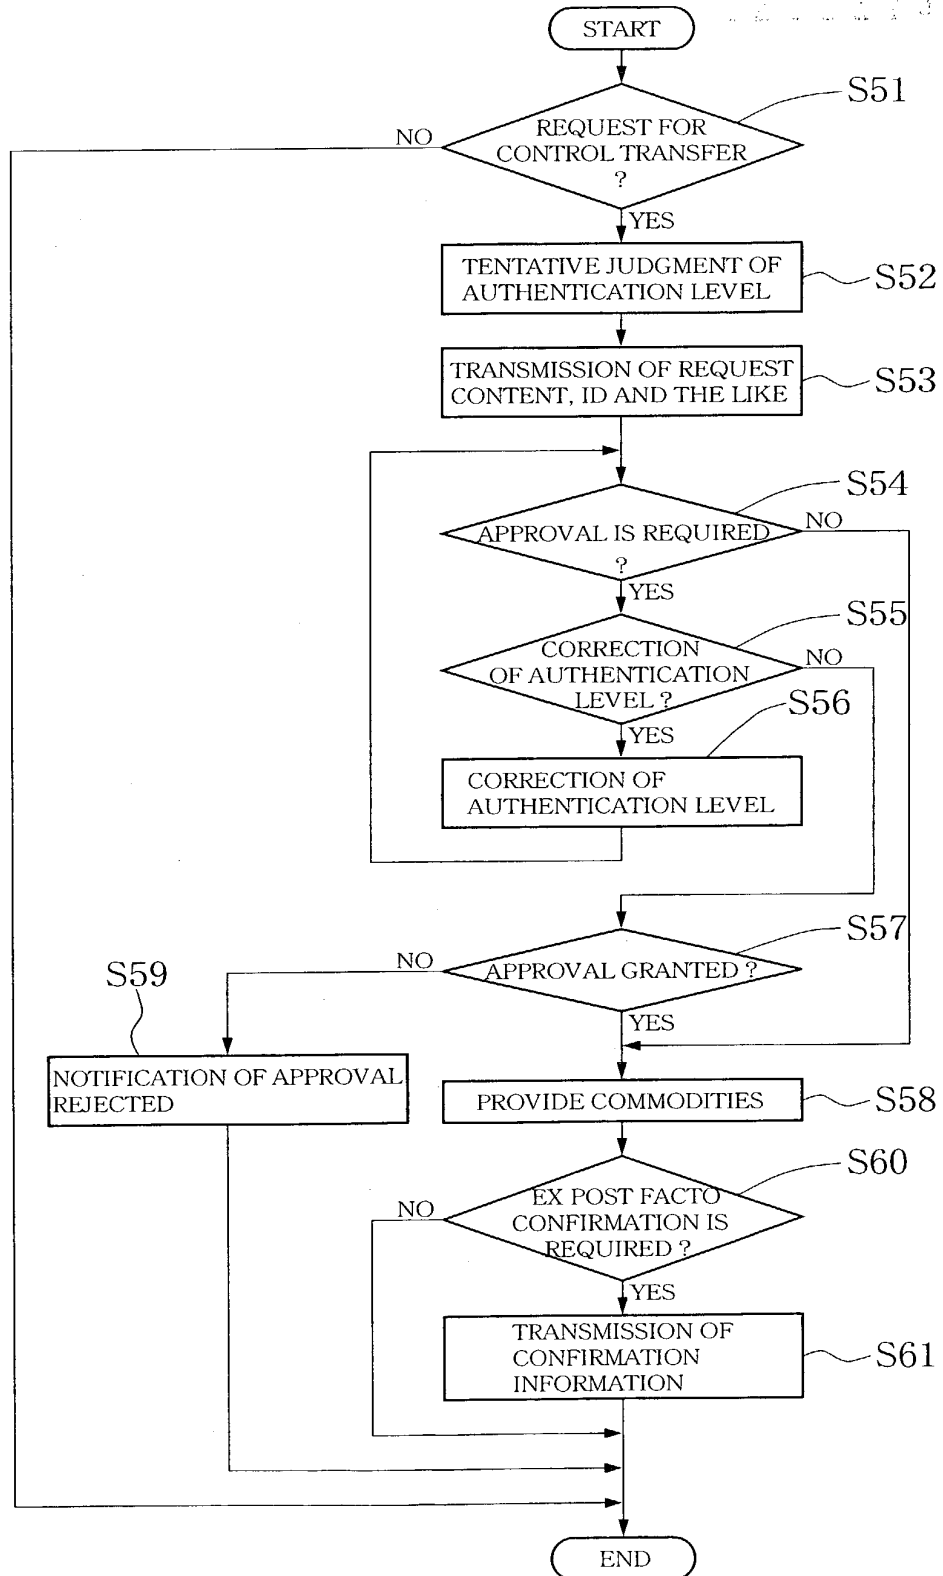 START
S51
NO
REQUEST FOR
CONTROL TRANSFER
?
YES
TENTATIVE JUDGMENT OF
AUTHENTICATION LEVEL
S52
TRANSMISSION OF REQUEST
CONTENT, ID AND THE LIKE
S53
S54
APPROVAL IS REQUIRED
?
NO
YES
S55
CORRECTION
OF AUTHENTICATION
LEVEL ?
NO
YES
S56
CORRECTION OF
AUTHENTICATION LEVEL
S57
NO
APPROVAL GRANTED ?
YES
S59
NOTIFICATION OF APPROVAL
REJECTED
PROVIDE COMMODITIES
S58
S60
NO
EX POST FACTO
CONFIRMATION IS
REQUIRED ?
YES
TRANSMISSION OF
CONFIRMATION
INFORMATION
S61
END